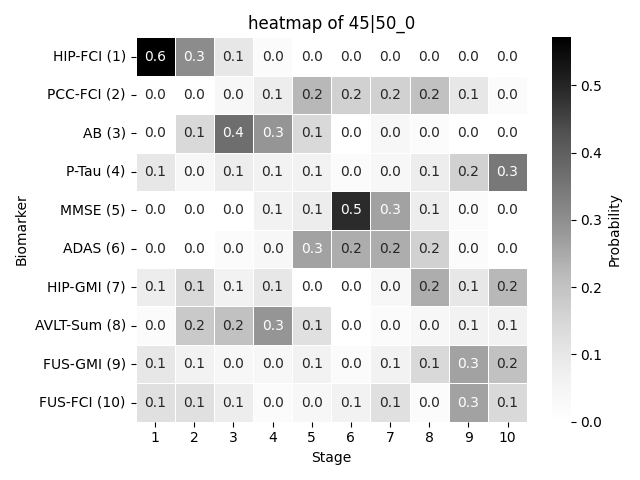 heatmap of 45|50_0
HIP-FCI (1) 0.6 0.3 0.1 0.0 0.0 0.0 0.0 0.0 0.0 0.0
PCC-FCI (2) 0.0 0.0 0.0 0.1 0.2 0.2 0.2 0.2 0.1 0.0
AB (3) 0.0 0.1 0.4 0.3 0.1 0.0 0.0 0.0 0.0 0.0
P-Tau (4) 0.1 0.0 0.1 0.1 0.1 0.0 0.0 0.1 0.2 0.3
MMSE (5) 0.0 0.0 0.0 0.1 0.1 0.5 0.3 0.1 0.0 0.0
ADAS (6) 0.0 0.0 0.0 0.0 0.3 0.2 0.2 0.2 0.0 0.0
HIP-GMI (7) 0.1 0.1 0.1 0.1 0.0 0.0 0.0 0.2 0.1 0.2
AVLT-Sum (8) 0.0 0.2 0.2 0.3 0.1 0.0 0.0 0.0 0.1 0.1
FUS-GMI (9) 0.1 0.1 0.0 0.0 0.1 0.0 0.1 0.1 0.3 0.2
FUS-FCI (10) 0.1 0.1 0.1 0.0 0.0 0.1 0.1 0.0 0.3 0.1
1 2 3 4 5 6 7 8 9 10
Stage
Biomarker
0.5
0.4
0.3
0.2
0.1
0.0
Probability